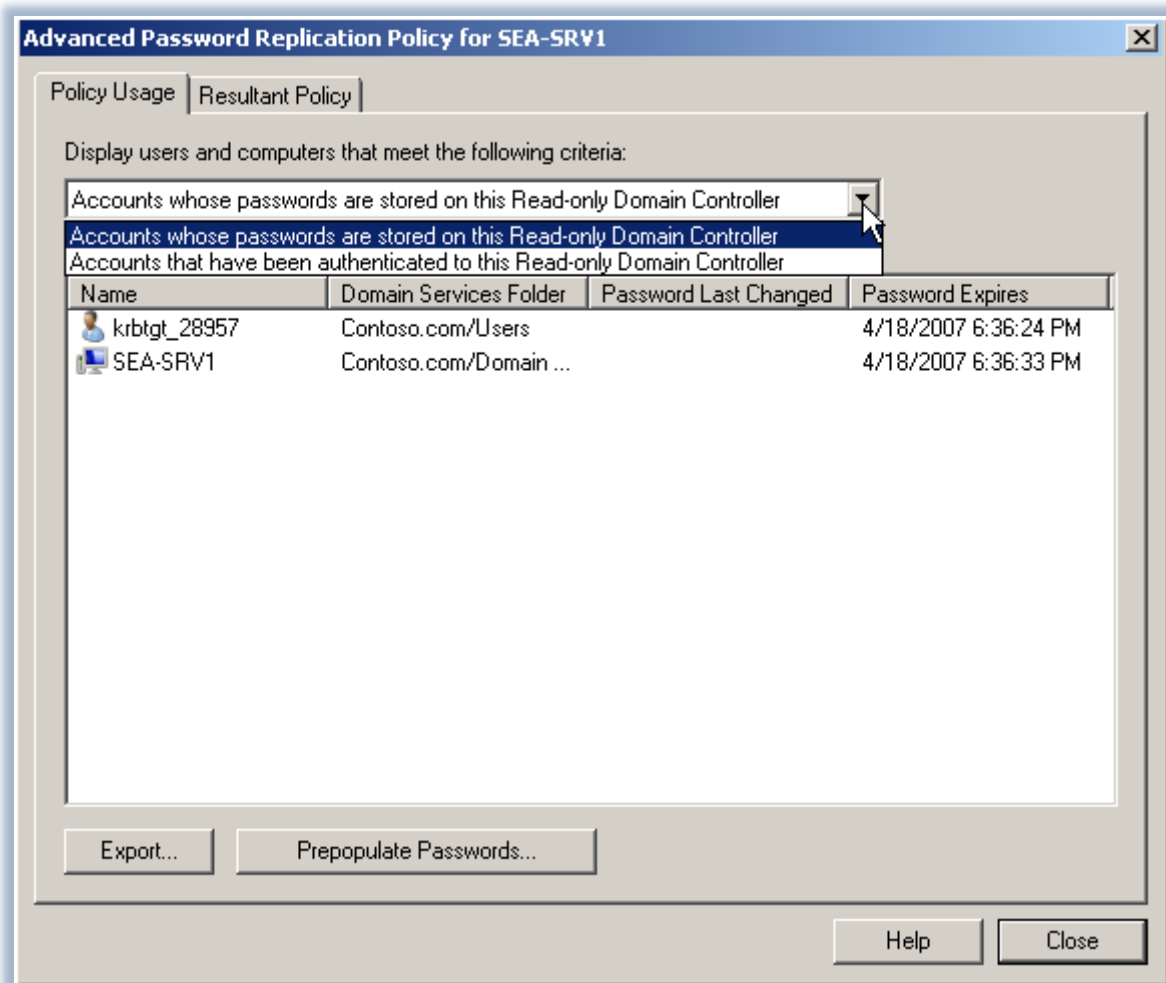 Advanced Password Replication Policy for SEA-SRV1
Policy Usage Resultant Policy
Display users and computers that meet the following criteria:
Accounts whose passwords are stored on this Read-only Domain Controller
Accounts whose passwords are stored on this Read-only Domain Controller
Accounts that have been authenticated to this Read-only Domain Controller
Name Domain Services Folder Password Last Changed Password Expires
krbtgt_28957 Contoso.com/Users 4/18/2007 6:36:24 PM
SEA-SRV1 Contoso.com/Domain ... 4/18/2007 6:36:33 PM
Export... Prepopulate Passwords...
Help Close